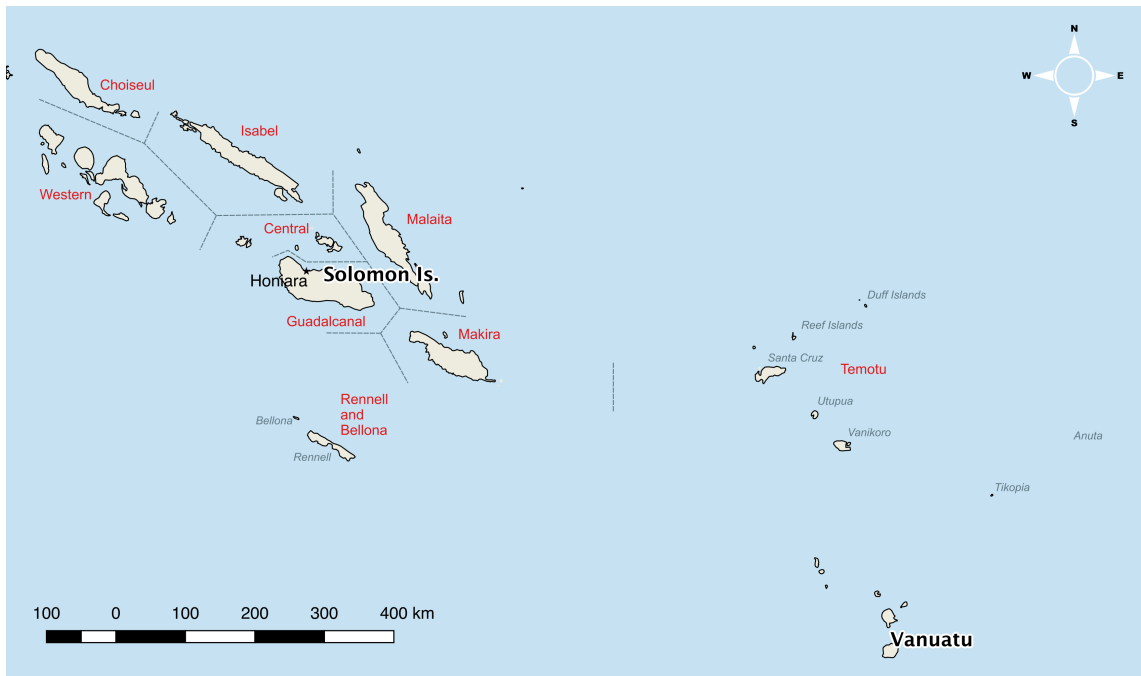 N
W
E
S
Choiseul
Isabel
Western
Malaita
Central
Honiara
Solomon Is.
Guadalcanal
Makira
Duff Islands
Reef Islands
Santa Cruz
Temotu
Rennell
and
Bellona
Bellona
Rennell
Utupua
Vanikoro
Anuta
Tikopia
100 0 100 200 300 400 km
Vanuatu